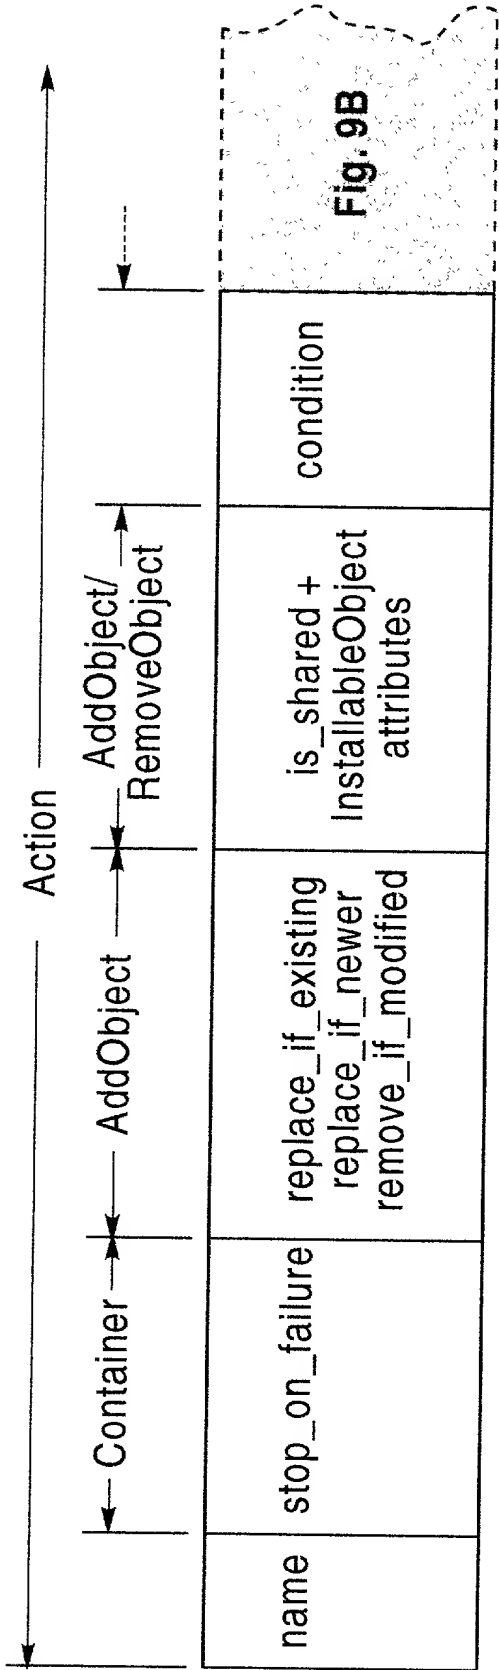 Action
Container
AddObject
AddObject/
RemoveObject
name
stop_on_failure
replace_if_existing
replace_if_newer
remove_if_modified
is_shared +
InstallableObject
attributes
condition
Fig. 9B